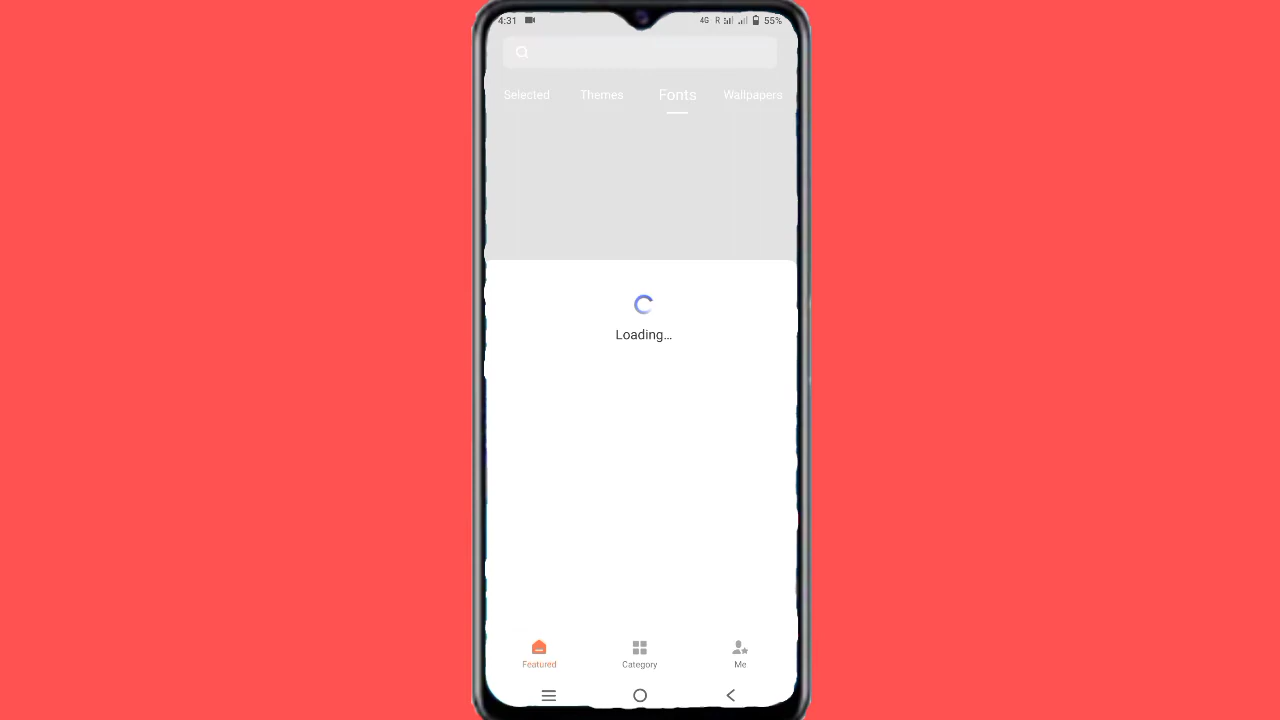 4:31 4G R 55%
Selected Themes Fonts Wallpapers
Loading...
Featured Category Me